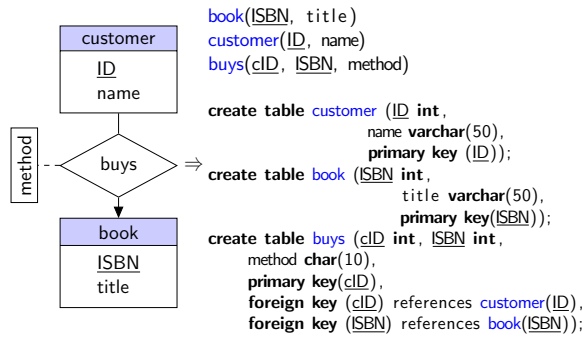 customer
ID
name
method
buys
⇒
book
ISBN
title
book(ISBN, title)
customer(ID, name)
buys(cID, ISBN, method)
create table customer (ID int,
name varchar(50),
primary key (ID));
create table book (ISBN int,
title varchar(50),
primary key(ISBN));
create table buys (cID int, ISBN int,
method char(10),
primary key(cID),
foreign key (cID) references customer(ID),
foreign key (ISBN) references book(ISBN));